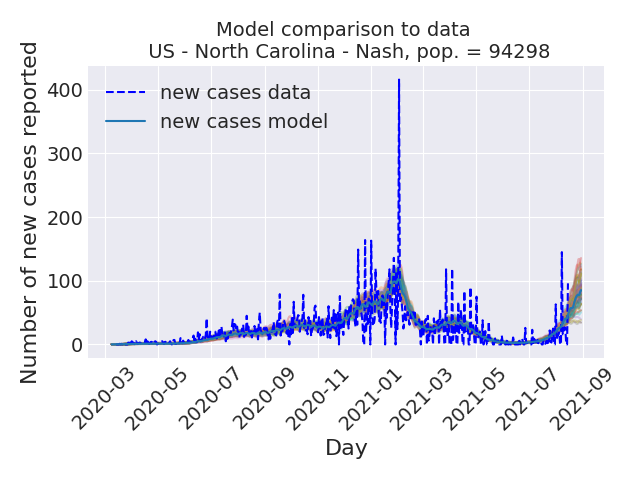 Model comparison to data
US - North Carolina - Nash, pop. = 94298
new cases data
new cases model
Number of new cases reported
400
300
200
100
0
2020-03
2020-05
2020-07
2020-09
2020-11
2021-01
2021-03
2021-05
2021-07
2021-09
Day